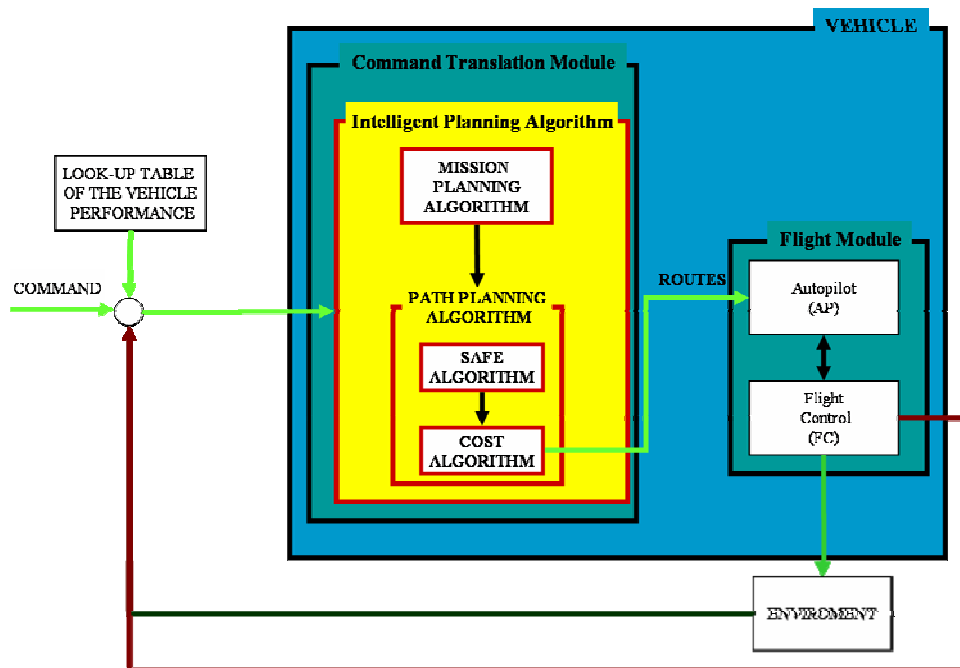 VEHICLE
Command Translation Module
Intelligent Planning Algorithm
MISSION
PLANNING
ALGORITHM
LOOK-UP TABLE
OF THE VEHICLE
PERFORMANCE
Flight Module
COMMAND
PATH PLANNING
ALGORITHM
ROUTES
Autopilot
(AP)
SAFE
ALGORITHM
Flight
Control
(FC)
COST
ALGORITHM
ENVIROMENT